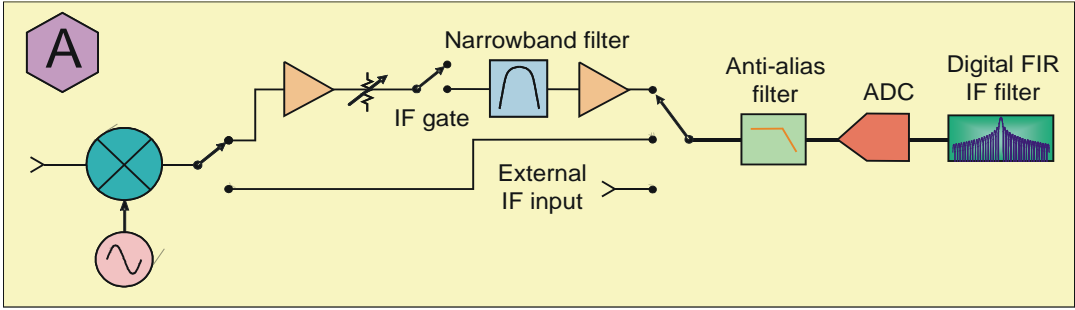 A
Narrowband filter
IF gate
External
IF input
Anti-alias
filter
ADC
Digital FIR
IF filter